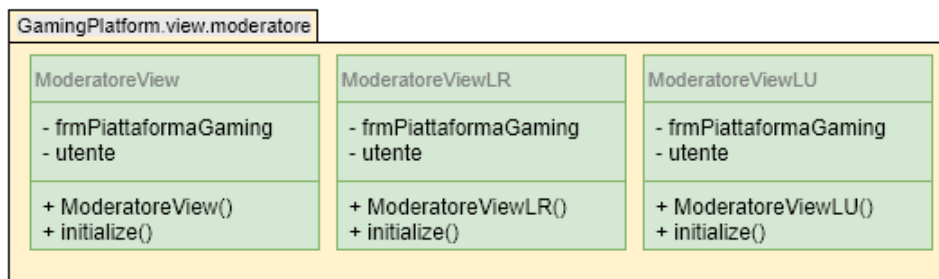 GamingPlatform.view.moderatore
ModeratoreView
- frmPiattaformaGaming
- utente
+ ModeratoreView()
+ initialize()
ModeratoreViewLR
- frmPiattaformaGaming
- utente
+ ModeratoreViewLR()
+ initialize()
ModeratoreViewLU
- frmPiattaformaGaming
- utente
+ ModeratoreViewLU()
+ initialize()